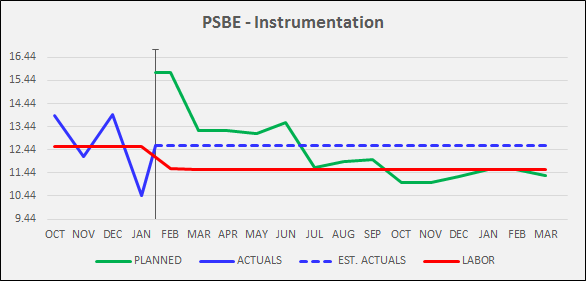 PSBE - Instrumentation
16.44
15.44
14.44
13.44
12.44
11.44
10.44
9.44
OCT NOV DEC JAN FEB MAR APR MAY JUN JUL AUG SEP OCT NOV DEC JAN FEB MAR
PLANNED ACTUALS EST. ACTUALS LABOR